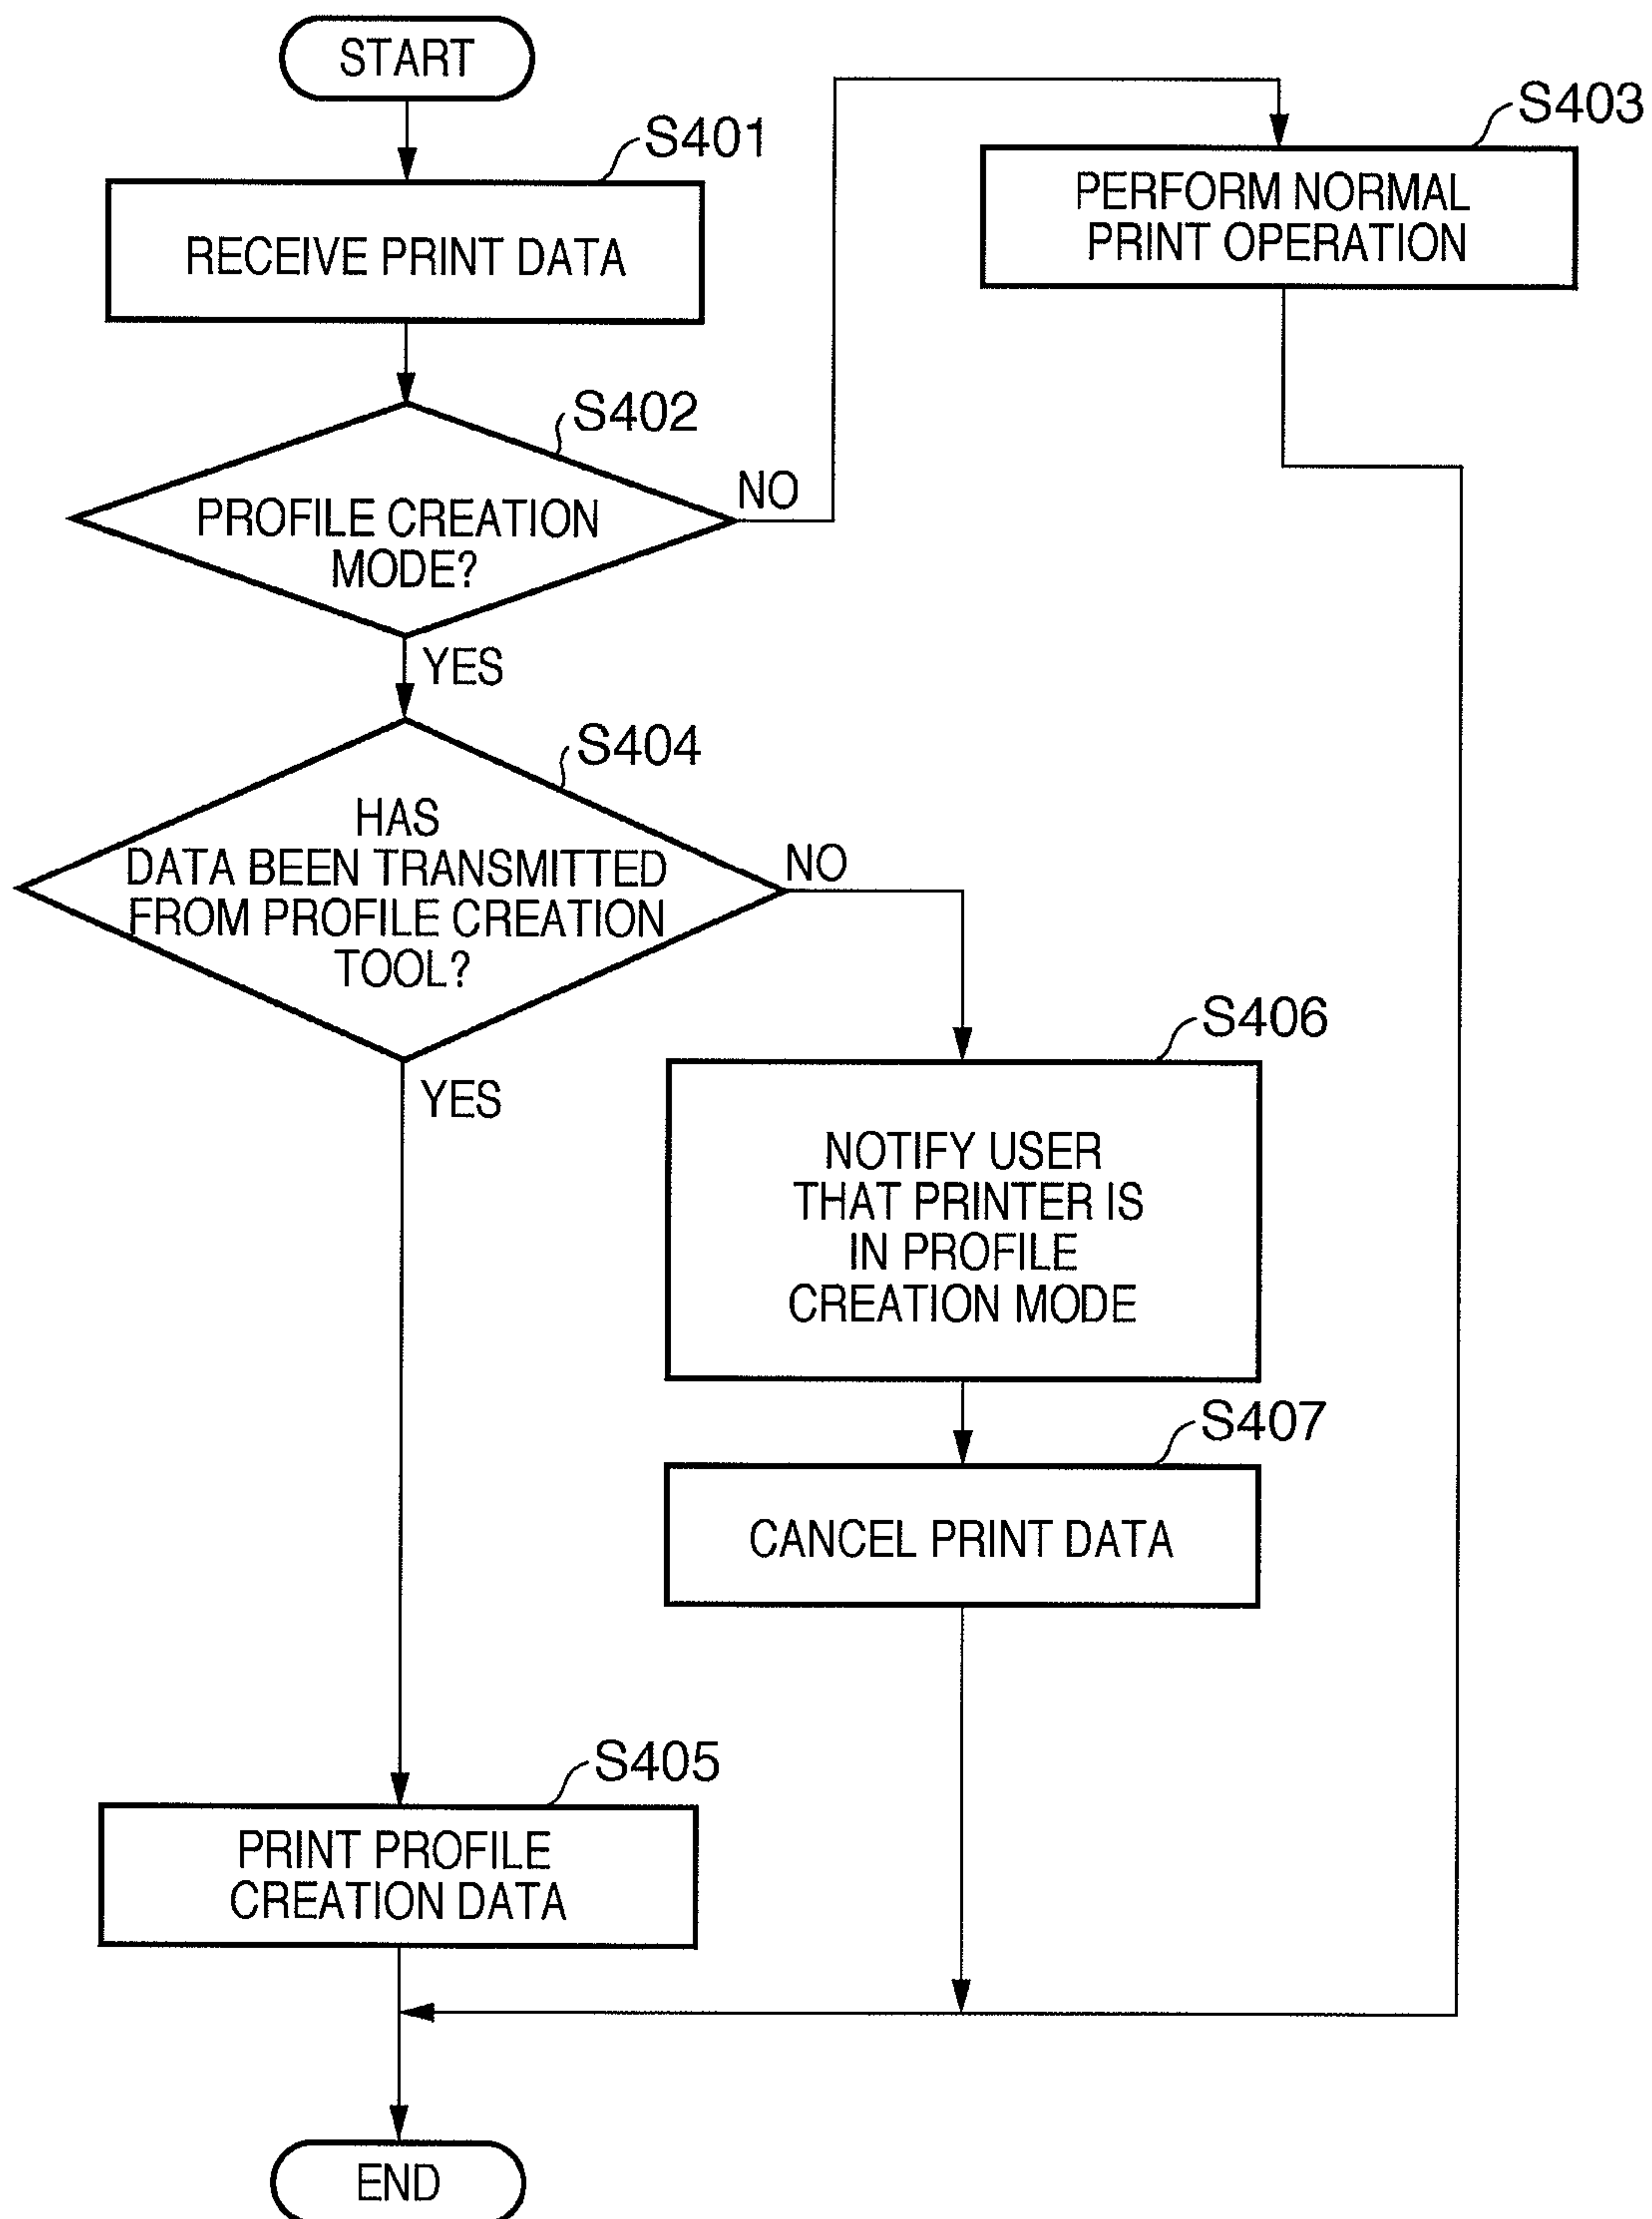 START
S401
RECEIVE PRINT DATA
S402
PROFILE CREATION
MODE?
NO
YES
S403
PERFORM NORMAL
PRINT OPERATION
S404
HAS
DATA BEEN TRANSMITTED
FROM PROFILE CREATION
TOOL?
NO
YES
S406
NOTIFY USER
THAT PRINTER IS
IN PROFILE
CREATION MODE
S407
CANCEL PRINT DATA
S405
PRINT PROFILE
CREATION DATA
END